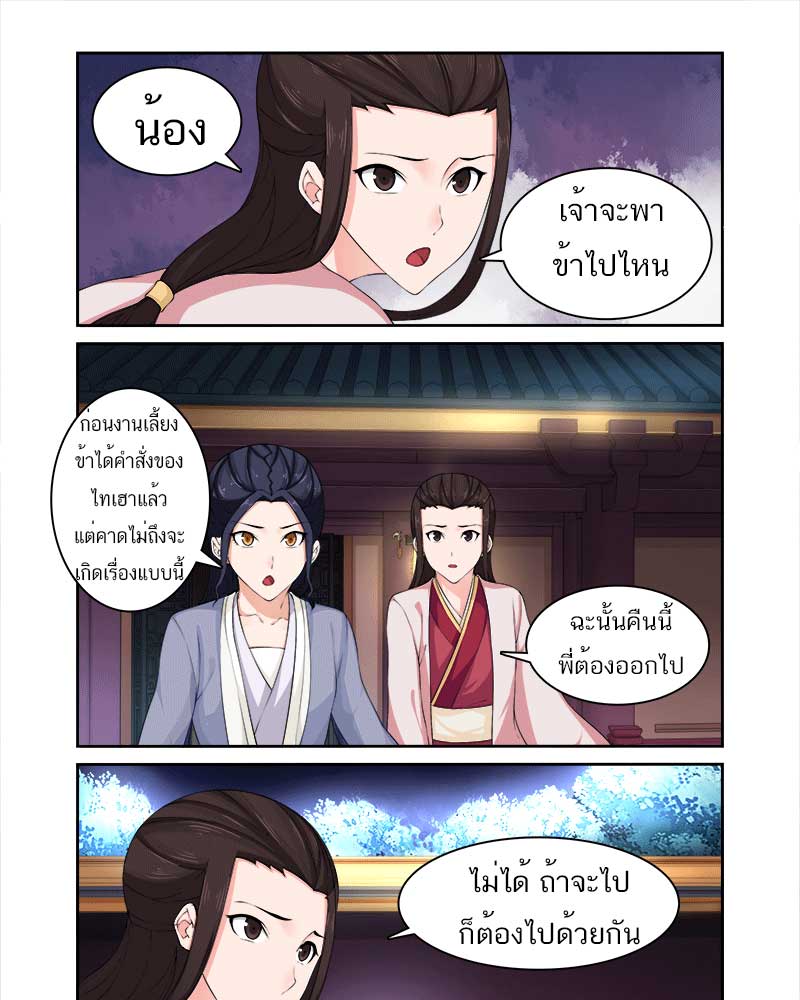 น้อง
เจ้าจะพา
ข้าไปไหน
ก่อนงานเลี้ยง
ข้าได้คำสั่งของ
ไทเฮาแล้ว
แต่คาดไม่ถึงจะ
เกิดเรื่องแบบนี้
ฉะนั้นคืนนี้
พี่ต้องออกไป
ไม่ได้ ถ้าจะไป
ก็ต้องไปด้วยกัน